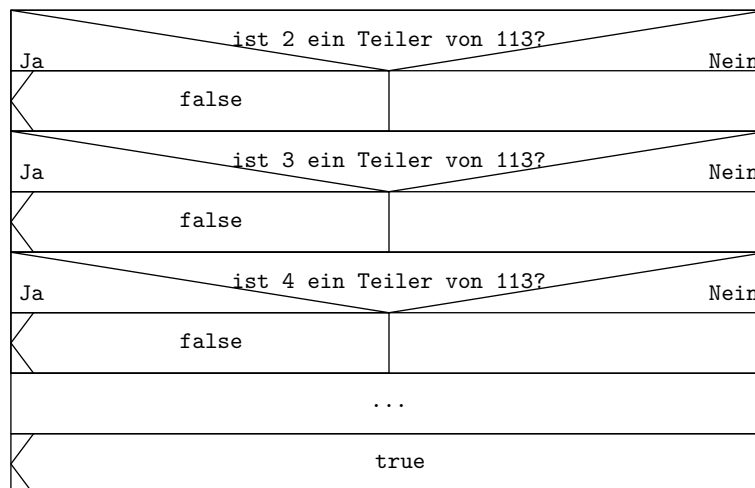 ist 2 ein Teiler von 113?
Ja Nein
false
ist 3 ein Teiler von 113?
Ja Nein
false
ist 4 ein Teiler von 113?
Ja Nein
false
...
true